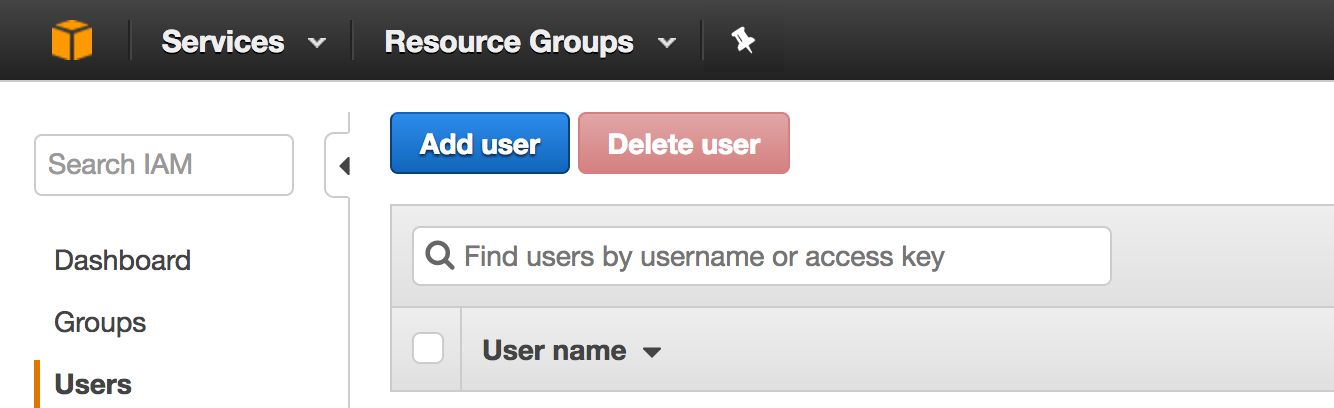 Services Resource Groups
Search IAM
Dashboard
Groups
Users
Add user Delete user
Find users by username or access key
User name